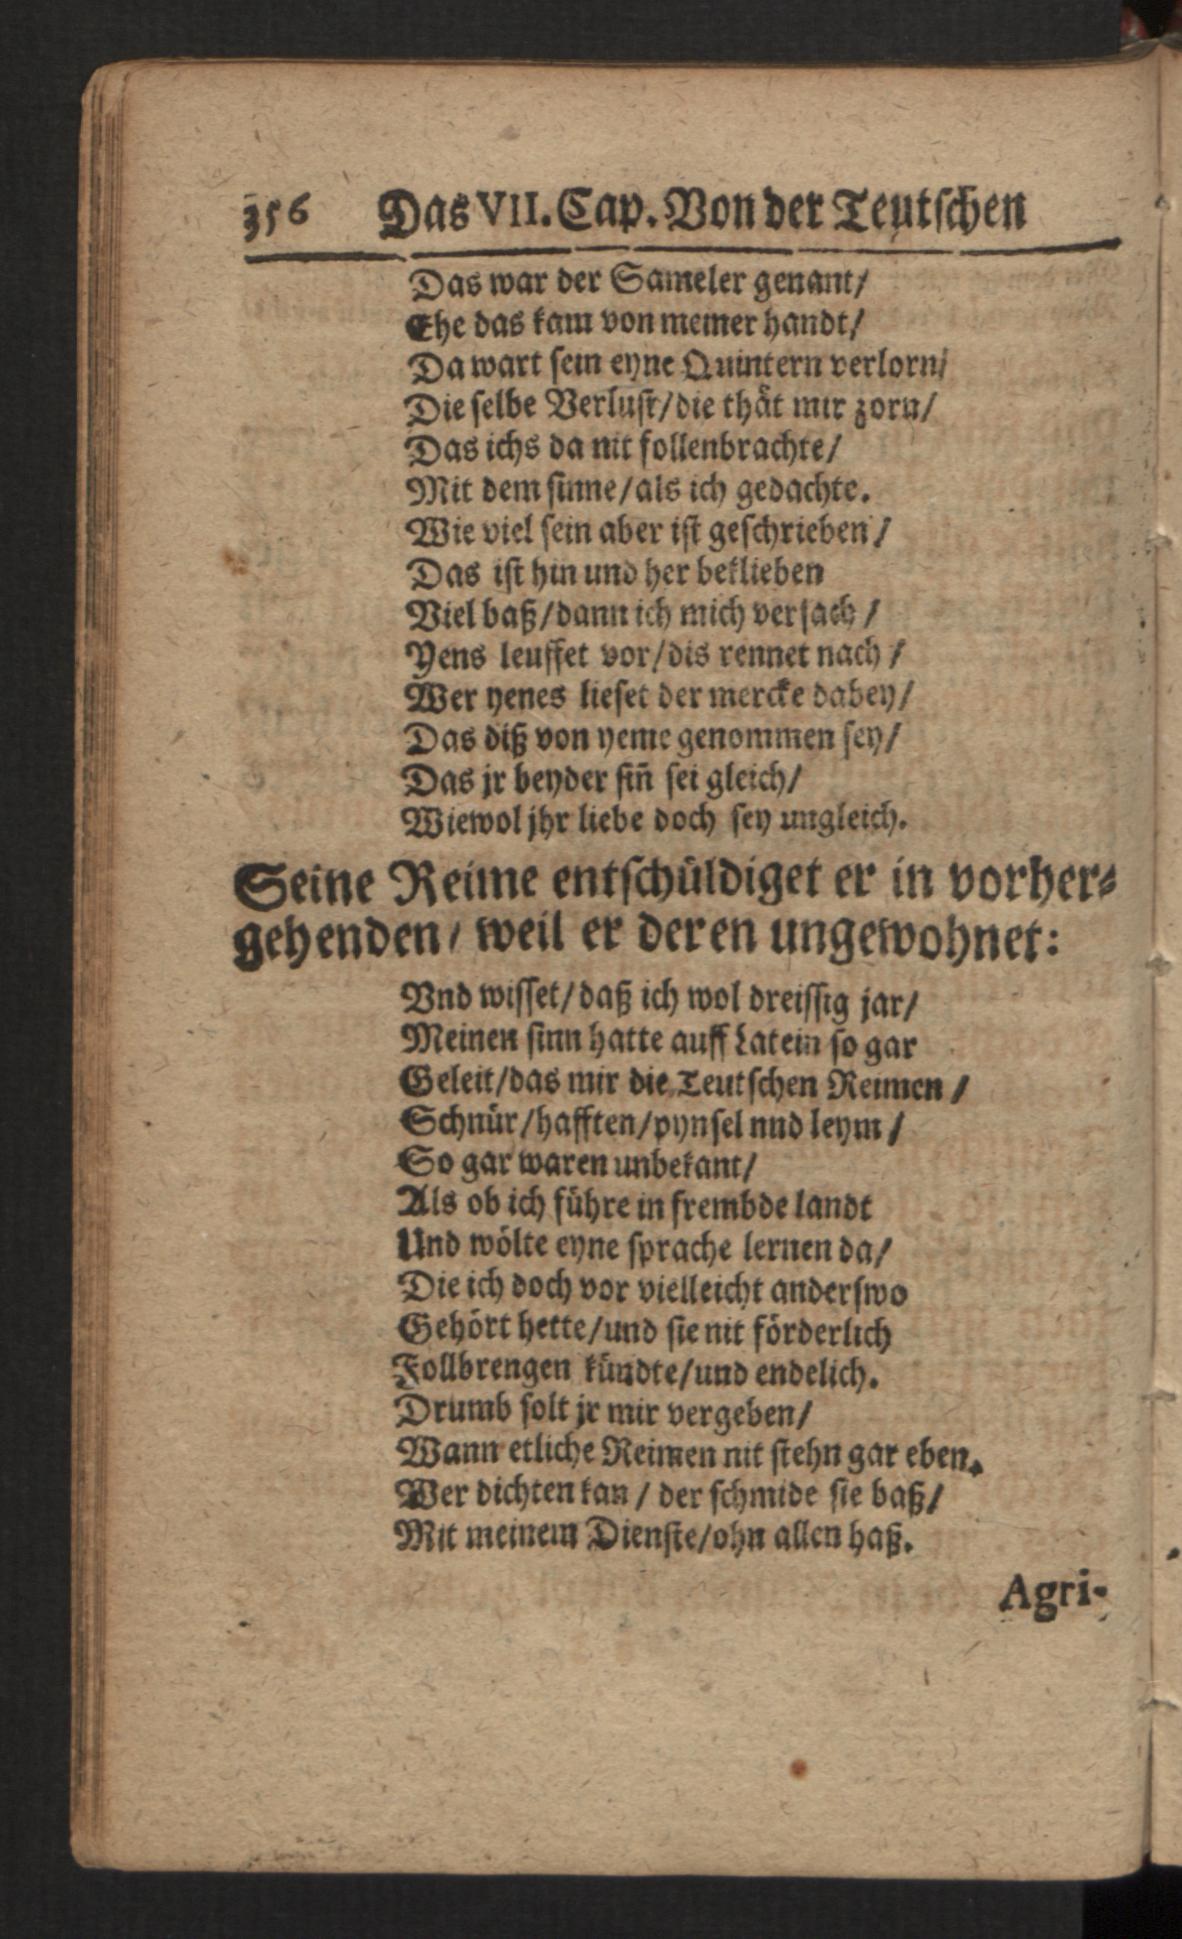 356 Das VII. Cap. Von der Teutschen
Das war der Sameler genant/
Ehe das kam von meiner handt/
Da wart sein eyne Quintern verlorn/
Die selbe Verlust/die thät mir zorn/
Das ichs da nit follenbrachte/
Mit dem sinne/als ich gedachte.
Wie viel sein aber ist geschrieben/
Das ist hin und her beklieben
Viel baß/dann ich mich versach/
Yens leuffet vor/dis rennet nach/
Wer yenes lieset der mercke dabey/
Das diß von yeme genommen sey/
Das jr beyder sin̄ sei gleich/
Wiewol jhr liebe doch sey ungleich.
Seine Reime entschüldiget er in vorher⸗
gehenden/ weil er deren ungewohnet:
Vnd wisset/daß ich wol dreissig jar/
Meinen sinn hatte auff Latein so gar
Geleit/das mir die Teutschen Reimen/
Schnür/hafften/pynsel nnd leym/
So gar waren unbekant/
Als ob ich führe in frembde landt
Und wölte eyne sprache lernen da/
Die ich doch vor vielleicht anderswo
Gehört hette/und sie nit förderlich
Follbrengen kündte/und endelich.
Drumb solt jr mir vergeben/
Wann etliche Reimen nit stehn gar eben.
Wer dichten kan/ der schmide sie baß/
Mit meinem Dienste/ohn allen haß.
Agri-